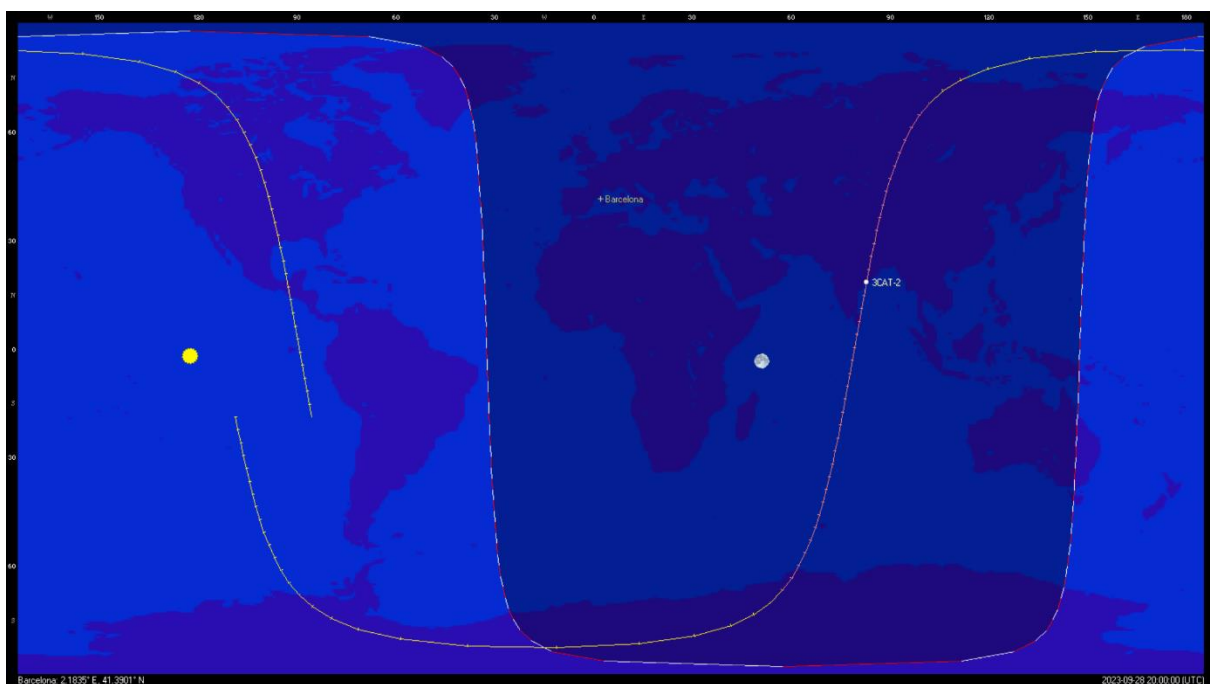 W 150 120 90 60 30 W 0 E 30 60 90 120 150 E 180
N
60
30
N
0
S
30
60
S
Barcelona
3CAT-2
Barcelona: 2.1835° E, 41.3901° N
2023-09-28 20:00:00 (UTC)